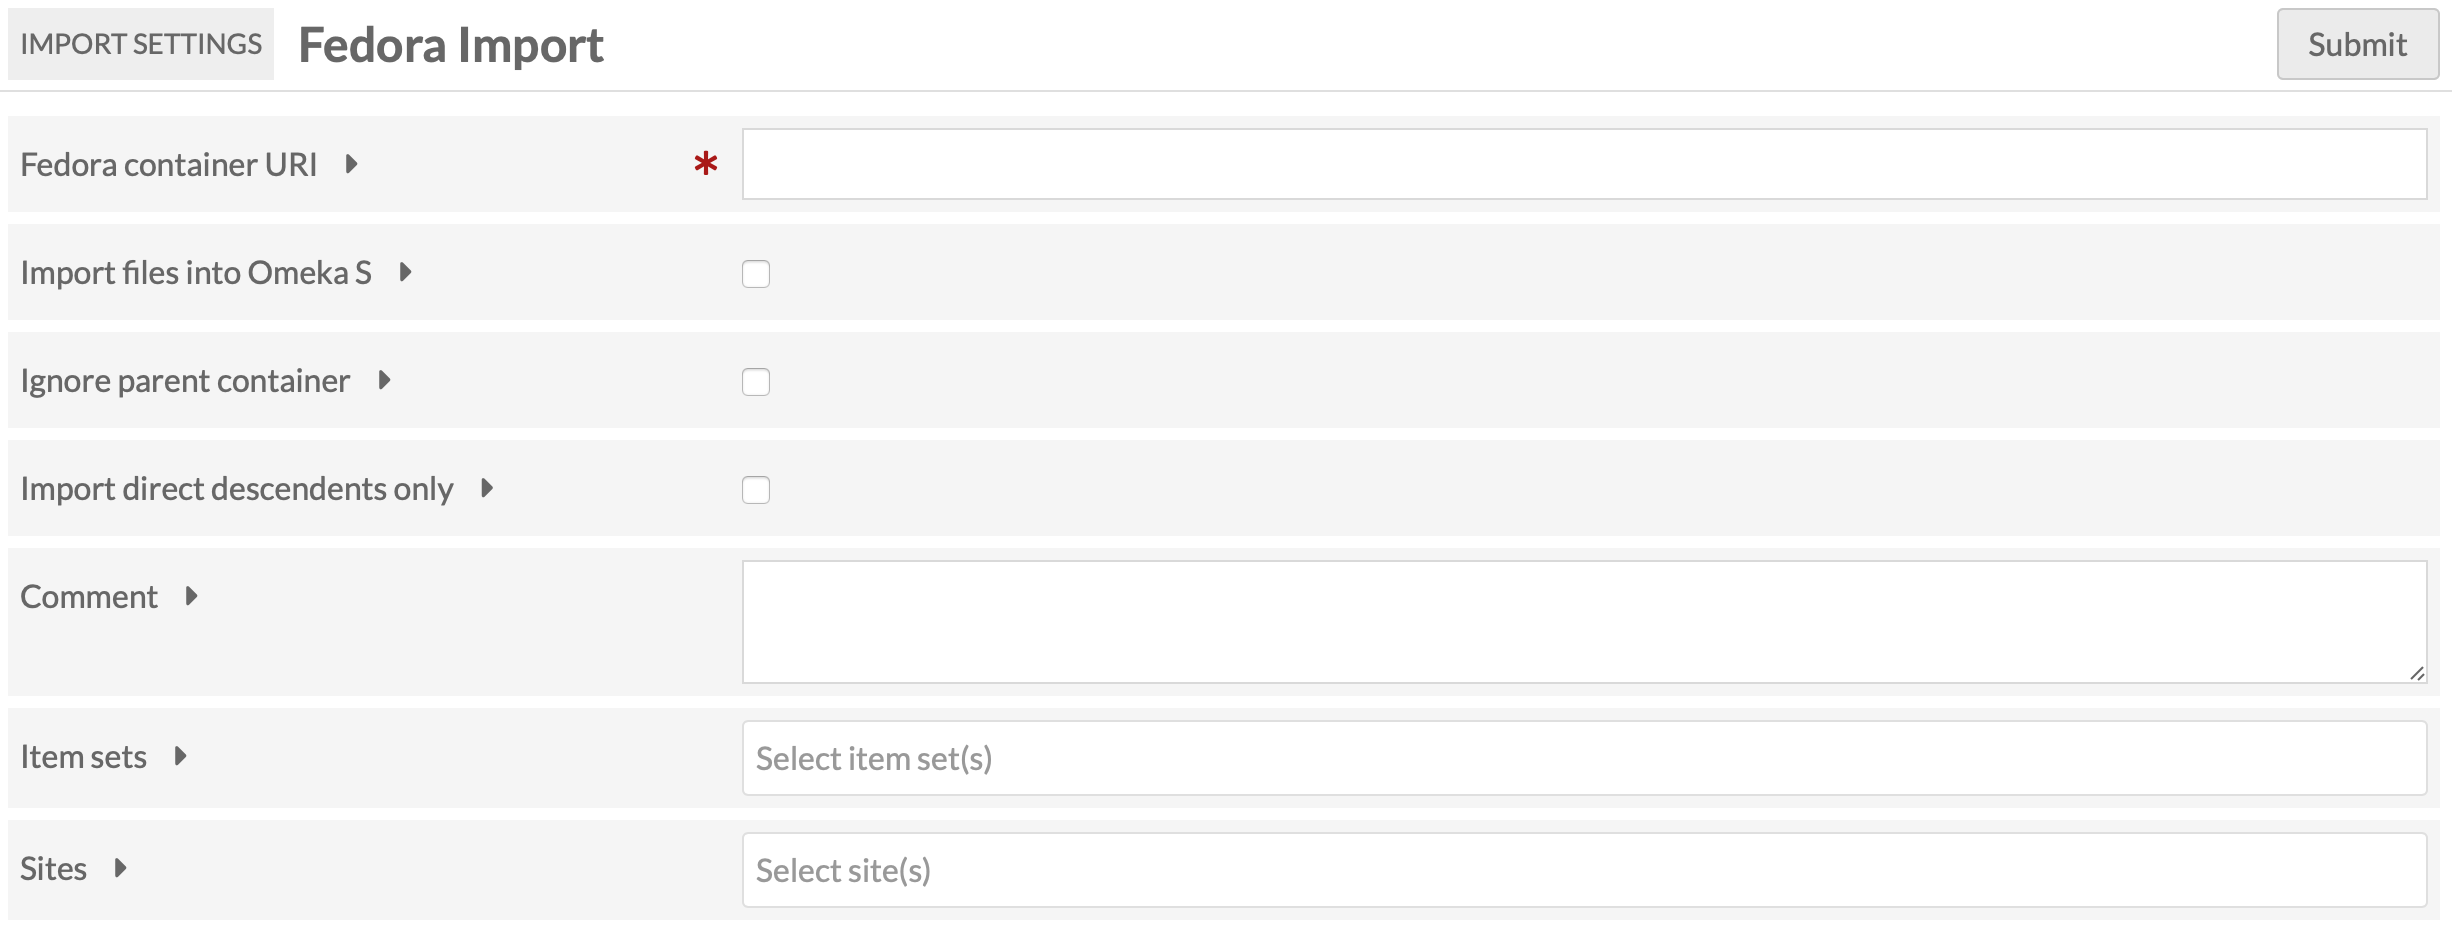 IMPORT SETTINGS Fedora Import Submit
Fedora container URI *
Import files into Omeka S
Ignore parent container
Import direct descendents only
Comment
Item sets Select item set(s)
Sites Select site(s)